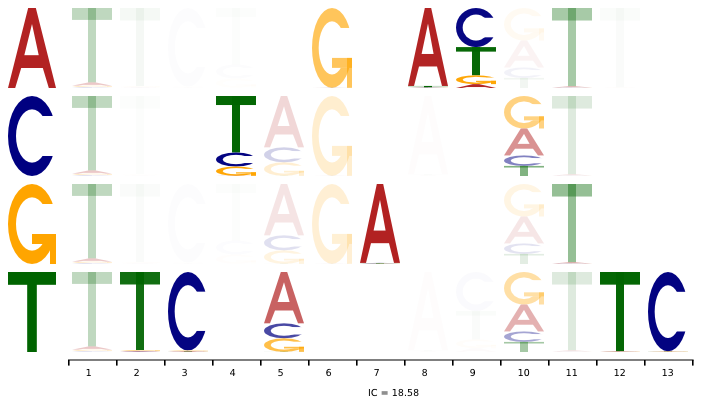 A T T C T G A C T G G A C T T T
C T T T C G A G A G A C T T
G T T C T A C G G A G A C T T
T T T C A C G A C T G A C T T T C
1 2 3 4 5 6 7 8 9 10 11 12 13
IC = 18.58